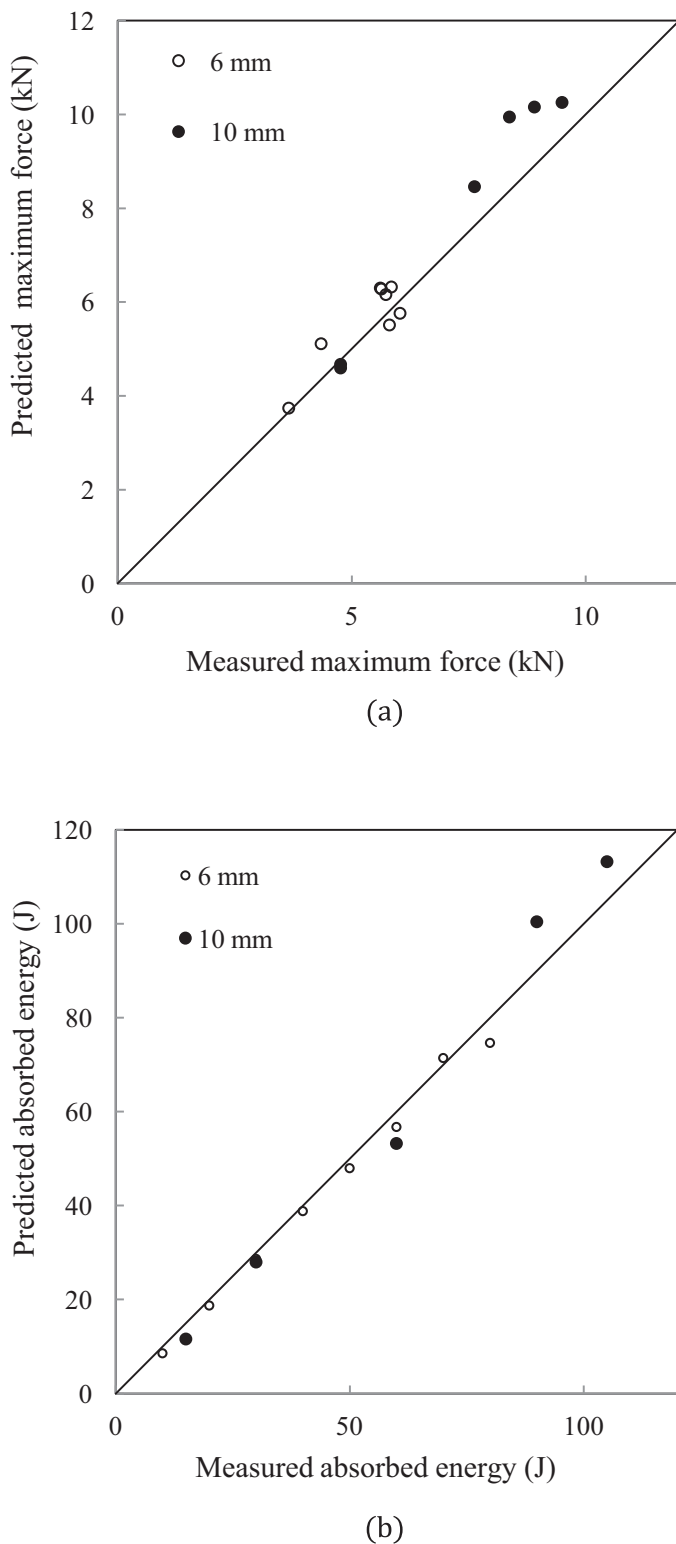 12
10
8
6
4
2
0
Predicted maximum force (kN)
6 mm
10 mm
0 5 10
Measured maximum force (kN)
(a)
120
100
80
60
40
20
0
Predicted absorbed energy (J)
6 mm
10 mm
0 50 100
Measured absorbed energy (J)
(b)